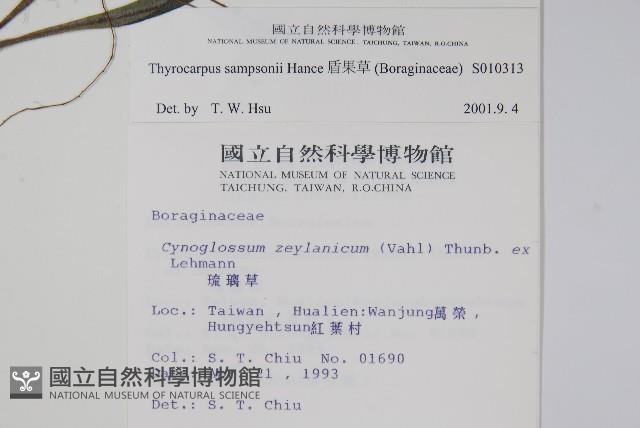 國立自然科學博物館
NATIONAL MUSEUM OF NATURAL SCIENCE, TAICHUNG, TAIWAN, R.O.CHINA
Thyrocarpus sampsonii Hance 盾果草 (Boraginaceae) S010313
Det. by T. W. Hsu 2001.9. 4
國立自然科學博物館
NATIONAL MUSEUM OF NATURAL SCIENCE
TAICHUNG, TAIWAN, R.O.CHINA
Boraginaceae
Cynoglossum zeylanicum (Vahl) Thunb. ex
Lehmann
琉璃草
Loc.: Taiwan , Hualien:Wanjung萬榮,
Hungyehtsun紅葉村
Col.: S. T. Chiu No. 01690
21 , 1993
Det.: S. T. Chiu
國立自然科學博物館
NATIONAL MUSEUM OF NATURAL SCIENCE